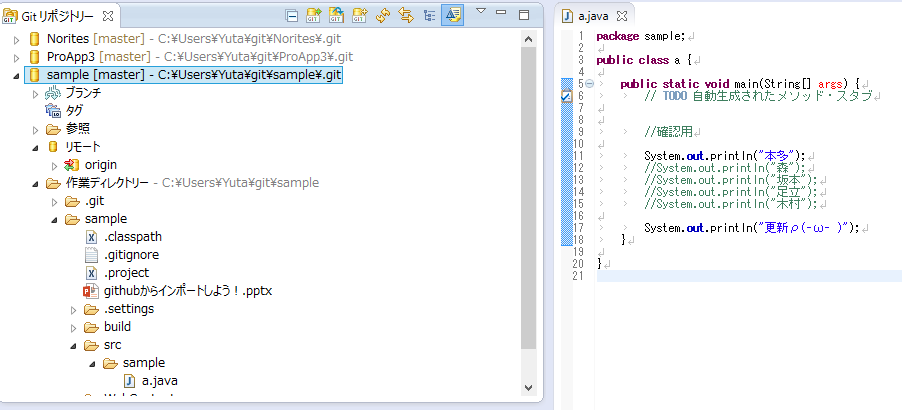 Git リポジトリー
Norites [master] - C:¥Users¥Yuta¥git¥Norites¥.git
ProApp3 [master] - C:¥Users¥Yuta¥git¥ProApp3¥.git
sample [master] - C:¥Users¥Yuta¥git¥sample¥.git
ブランチ
タグ
参照
リモート
origin
作業ディレクトリー - C:¥Users¥Yuta¥git¥sample
.git
sample
.classpath
.gitignore
.project
githubからインポートしよう！.pptx
.settings
build
src
sample
a.java
a.java
1 package sample;
2
3 public class a {
4
5 public static void main(String[] args) {
6 // TODO 自動生成されたメソッド・スタブ
7
8
9 //確認用
10
11 System.out.println("本多");
12 //System.out.println("森");
13 //System.out.println("坂本");
14 //System.out.println("足立");
15 //System.out.println("木村");
16
17 System.out.println("更新ρ(-ω- )");
18 }
19
20 }
21